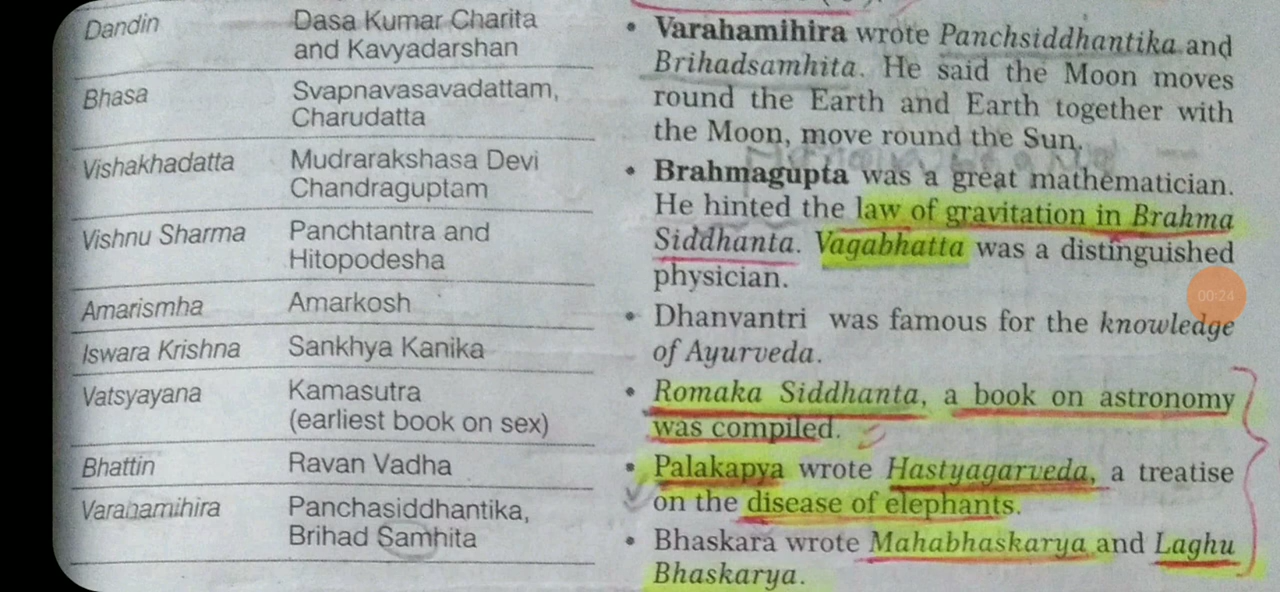 Dandin Dasa Kumar Charita
and Kavyadarshan
Bhasa Svapnavasavadattam,
Charudatta
Vishakhadatta Mudrarakshasa Devi
Chandraguptam
Vishnu Sharma Panchtantra and
Hitopodesha
Amarismha Amarkosh
Iswara Krishna Sankhya Kanika
Vatsyayana Kamasutra
(earliest book on sex)
Bhattin Ravan Vadha
Varahamihira Panchasiddhantika,
Brihad Samhita
• Varahamihira wrote Panchsiddhantika and
Brihadsamhita. He said the Moon moves
round the Earth and Earth together with
the Moon, move round the Sun.
• Brahmagupta was a great mathematician.
He hinted the law of gravitation in Brahma
Siddhanta. Vagabhatta was a distinguished
physician.
• Dhanvantri was famous for the knowledge
of Ayurveda.
• Romaka Siddhanta, a book on astronomy
was compiled.
• Palakapya wrote Hastyagarveda, a treatise
on the disease of elephants.
• Bhaskara wrote Mahabhaskarya and Laghu
Bhaskarya.
00:24